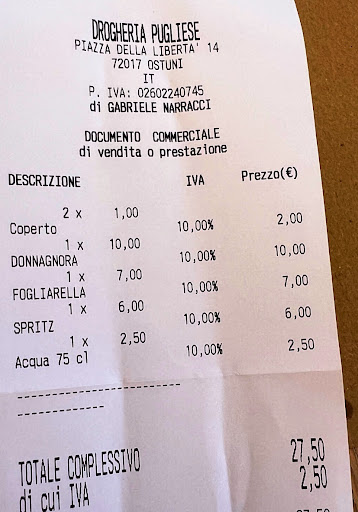 DROGHERIA PUGLIESE
PIAZZA DELLA LIBERTA' 14
72017 OSTUNI
IT
P. IVA: 02602240745
di GABRIELE NARRACCI
DOCUMENTO COMMERCIALE
di vendita o prestazione
DESCRIZIONE IVA Prezzo(€)
2 x 1,00
Coperto 10,00% 2,00
1 x 10,00
DONNAGNORA 10,00% 10,00
1 x 7,00
FOGLIARELLA 10,00% 7,00
1 x 6,00
SPRITZ 10,00% 6,00
1 x 2,50
Acqua 75 cl 10,00% 2,50
TOTALE COMPLESSIVO 27,50
di cui IVA 2,50